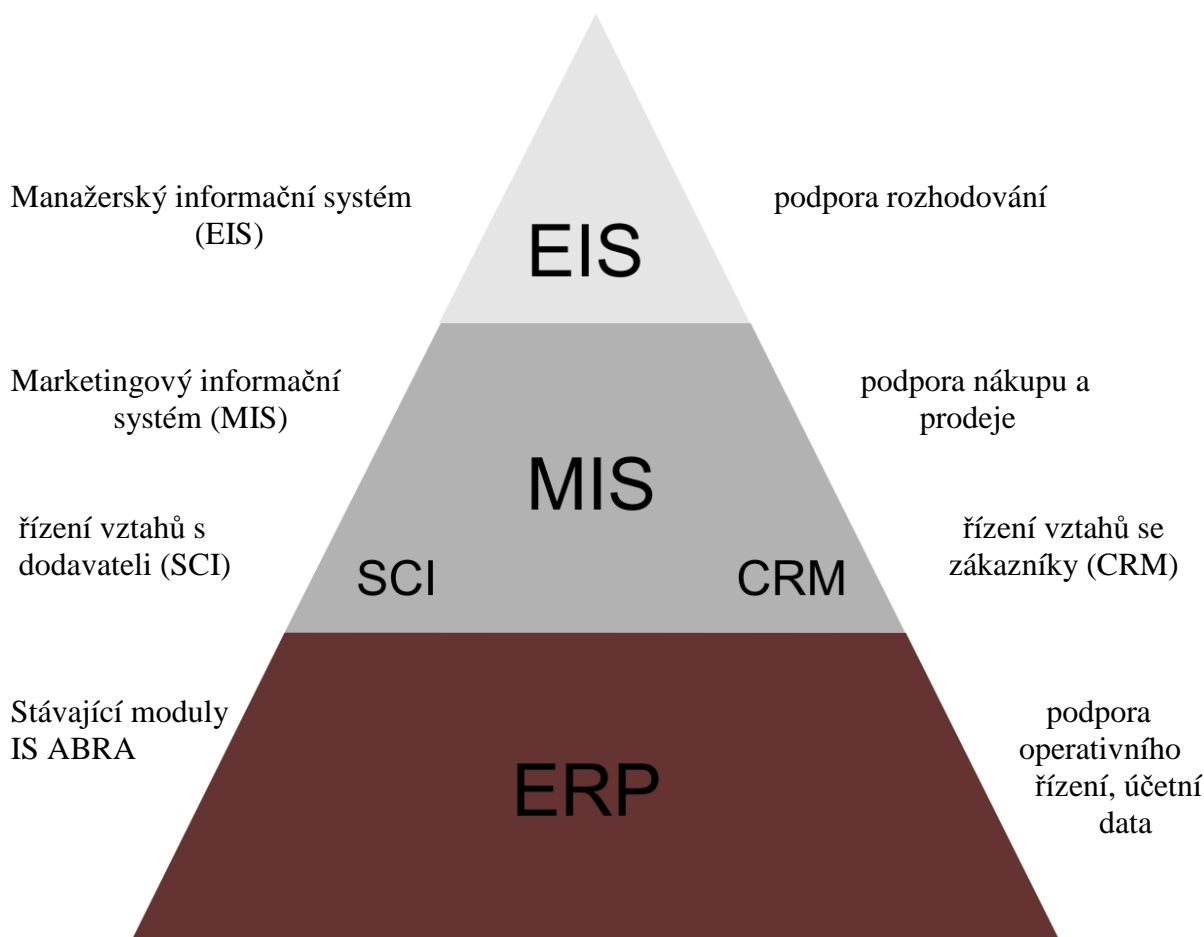 Manažerský informační systém
(EIS)
podpora rozhodování
EIS
Marketingový informační
systém (MIS)
podpora nákupu a
prodeje
MIS
řízení vztahů s
dodavateli (SCI)
SCI
CRM
řízení vztahů se
zákazníky (CRM)
Stávající moduly
IS ABRA
ERP
podpora
operativního
řízení, účetní
data